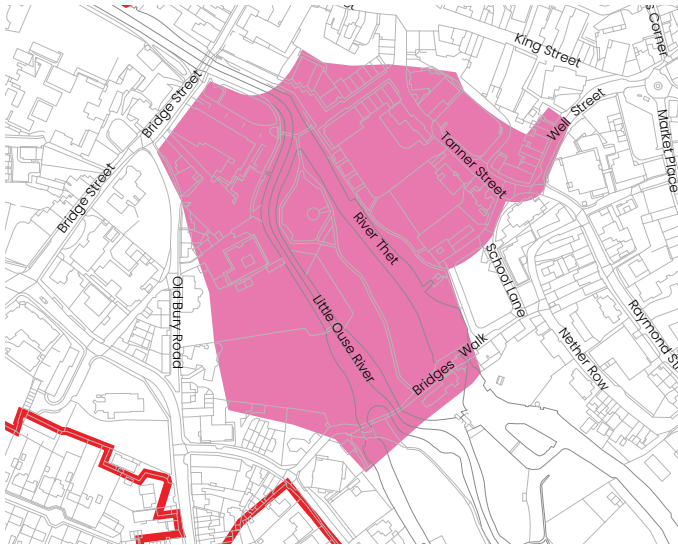 King Street
s Corner
Bridge Street
Well Street
Market Place
Tanner Street
Bridge Street
River Thet
School Lane
Old Bury Road
Little Ouse River
Raymond St
Nether Row
Bridges Walk